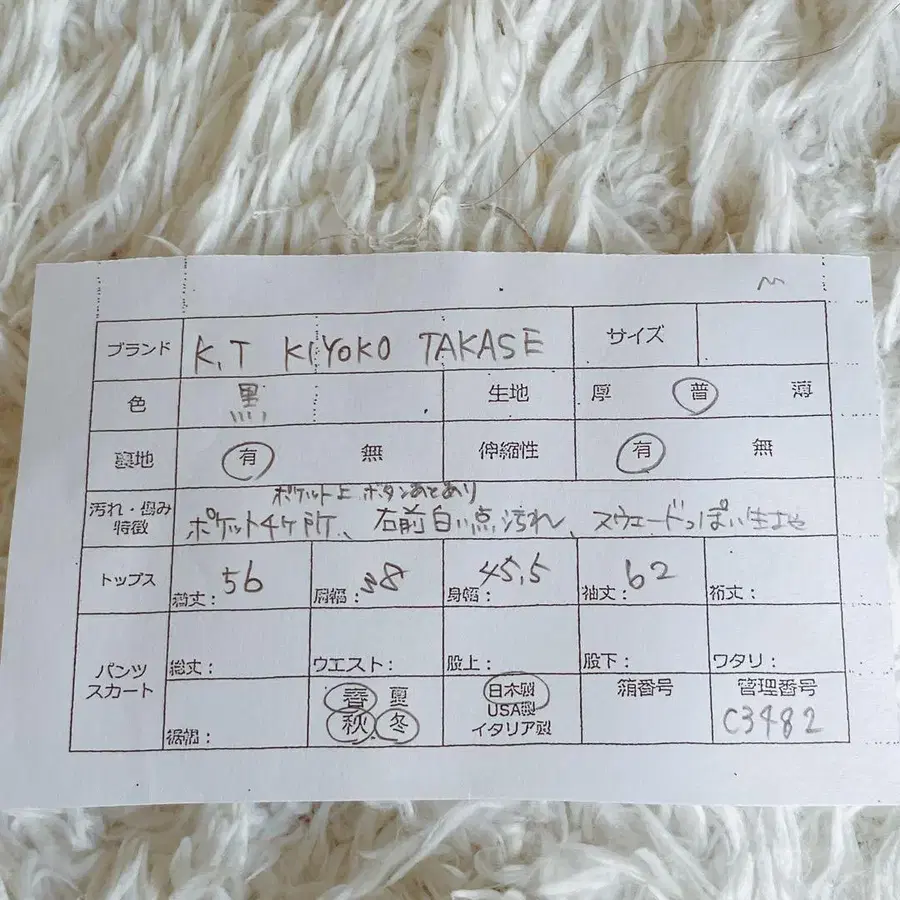 ブランド K.T KIYOKO TAKASE サイズ
色 黒 生地 厚 普 薄
裏地 有 無 伸縮性 有 無
汚れ・傷み 特徴 ポケット上 ボタンあとあり
ポケット4ヶ所、右前白い点汚れ、スウェードっぽい生地
トップス 着丈: 56 肩幅: 38 身幅: 45.5 袖丈: 62 裄丈:
パンツ スカート 総丈: ウエスト: 股上: 股下: ワタリ:
裾幅: 春 夏 秋 冬 日本製 USA製 イタリア製 箱番号 管理番号 C3482